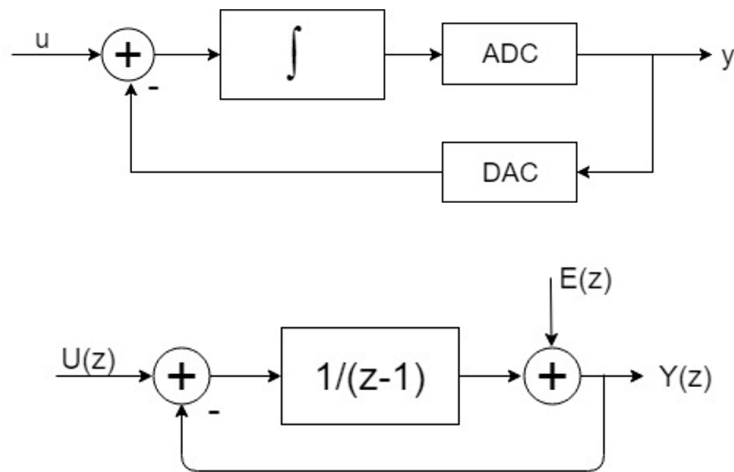 u
+
∫
ADC
y
-
DAC
E(z)
U(z)
+
1/(z-1)
+
Y(z)
-